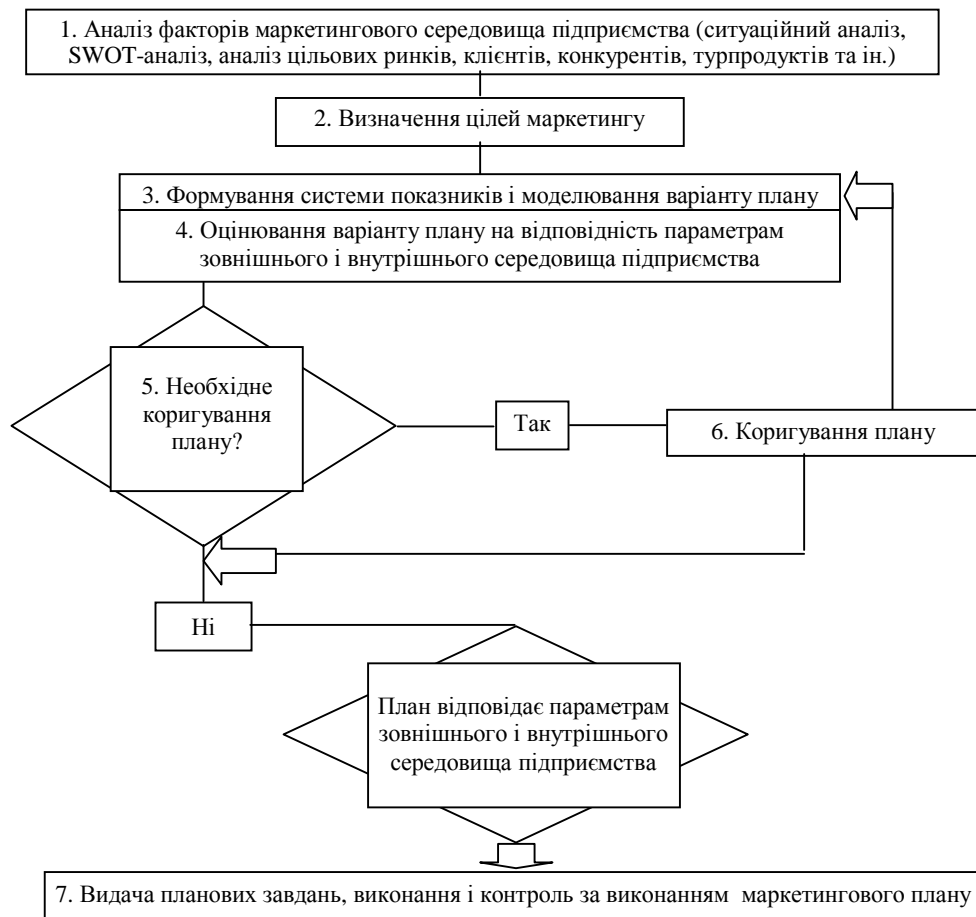 1. Аналіз факторів маркетингового середовища підприємства (ситуаційний аналіз,
SWOT-аналіз, аналіз цільових ринків, клієнтів, конкурентів, турпродуктів та ін.)
2. Визначення цілей маркетингу
3. Формування системи показників і моделювання варіанту плану
4. Оцінювання варіанту плану на відповідність параметрам
зовнішнього і внутрішнього середовища підприємства
5. Необхідне
коригування
плану?
Так
6. Коригування плану
Ні
План відповідає параметрам
зовнішнього і внутрішнього
середовища підприємства
7. Видача планових завдань, виконання і контроль за виконанням маркетингового плану